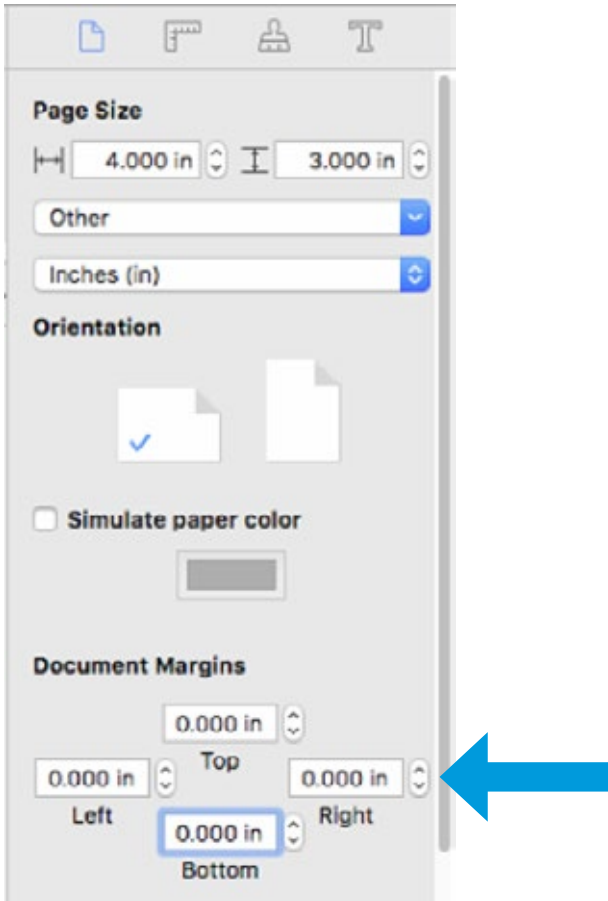 T
Page Size
4.000 in 3.000 in
Other
Inches (in)
Orientation
Simulate paper color
Document Margins
0.000 in
Top
0.000 in 0.000 in
Left Right
0.000 in
Bottom